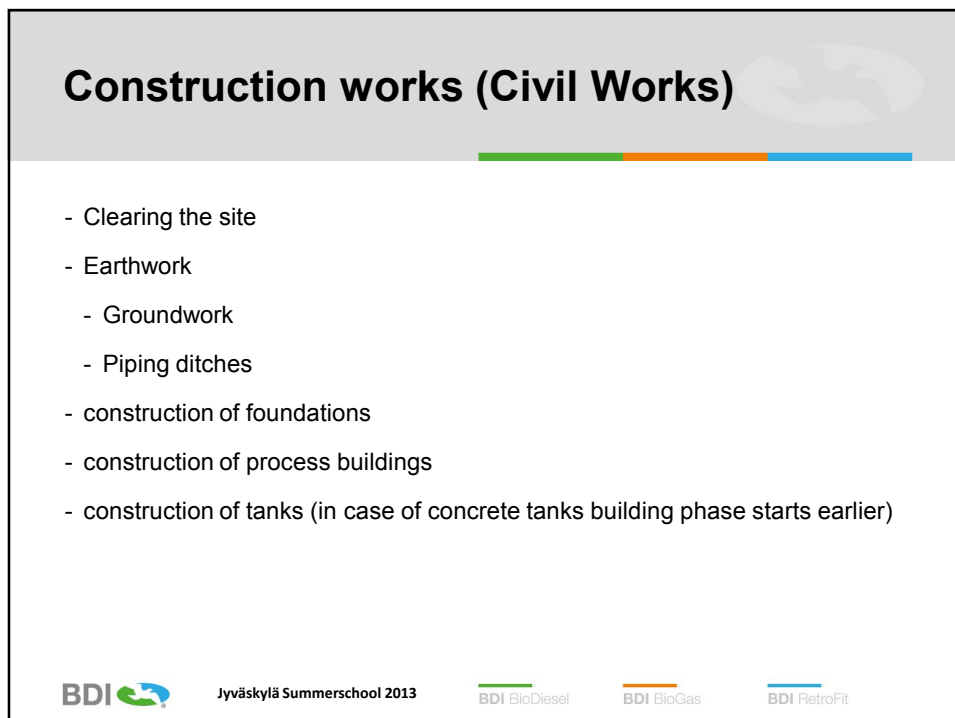 Construction works (Civil Works)
- Clearing the site
- Earthwork
- Groundwork
- Piping ditches
- construction of foundations
- construction of process buildings
- construction of tanks (in case of concrete tanks building phase starts earlier)
BDI Jyväskylä Summerschool 2013 BDI BioDiesel BDI BioGas BDI RetroFit